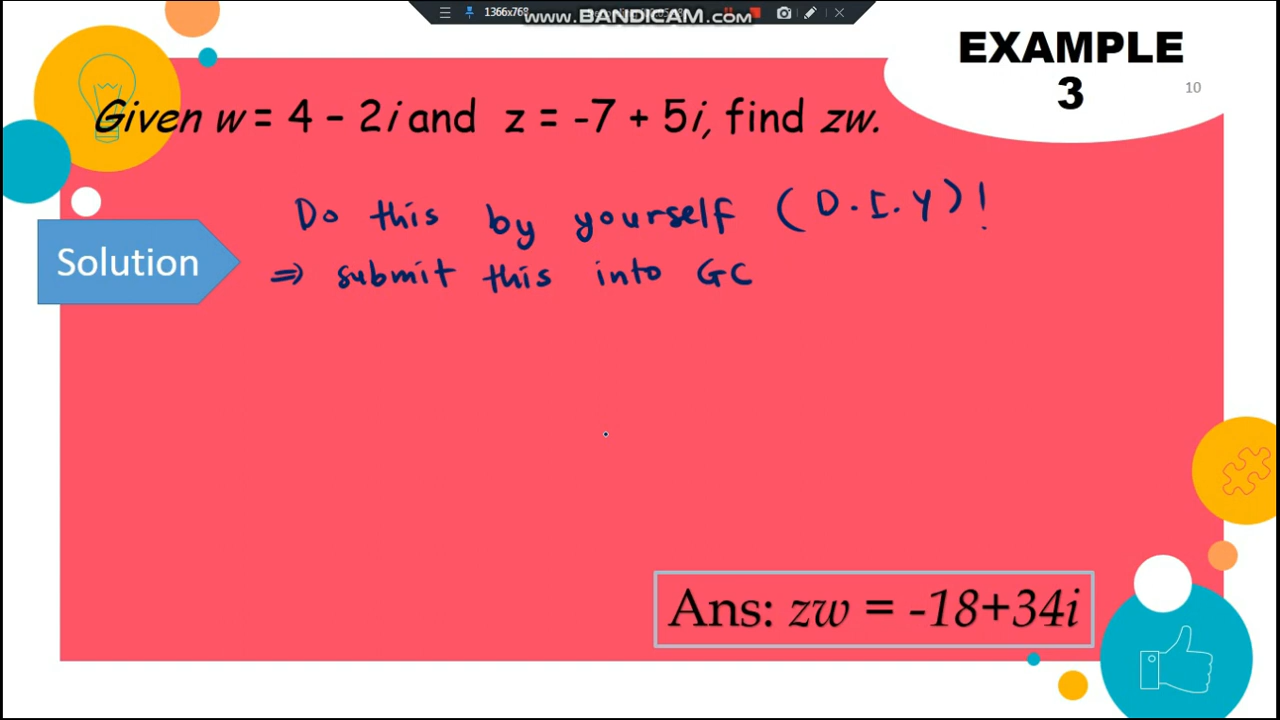 1366x768
www.BANDICAM.com
EXAMPLE
3
10
Given w = 4 – 2i and z = -7 + 5i, find zw.
Do this by yourself (D.I.Y)!
Solution
⇒ submit this into GC
Ans: zw = -18+34i